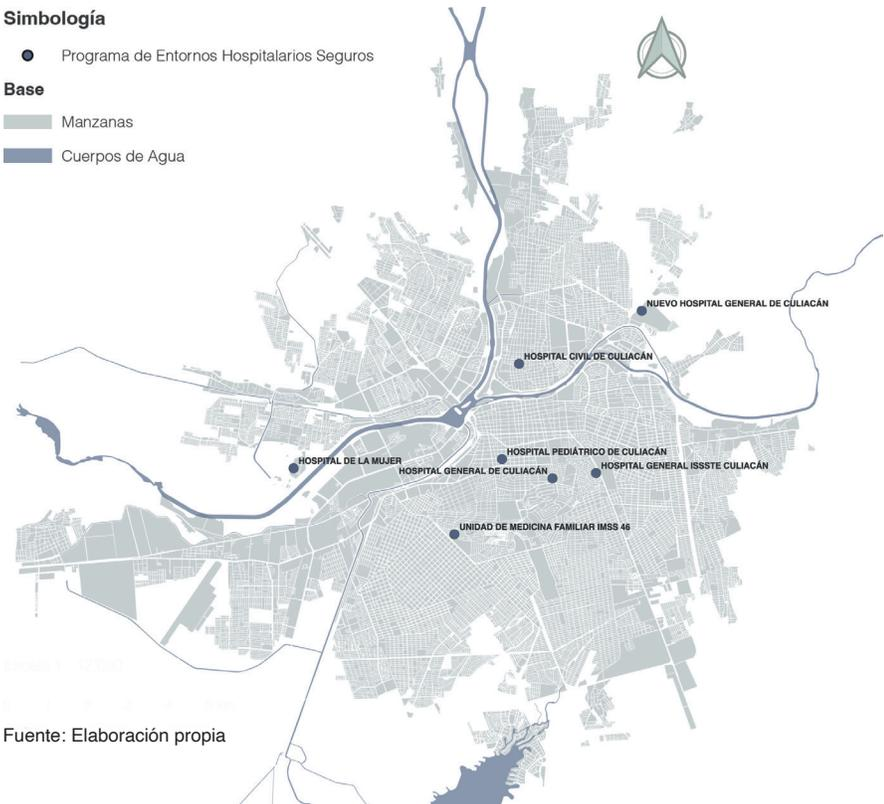 Simbología
Programa de Entornos Hospitalarios Seguros
Base
Manzanas
Cuerpos de Agua
NUEVO HOSPITAL GENERAL DE CULIACÁN
HOSPITAL CIVIL DE CULIACÁN
HOSPITAL PEDIÁTRICO DE CULIACÁN
HOSPITAL DE LA MUJER
HOSPITAL GENERAL ISSSTE CULIACÁN
HOSPITAL GENERAL DE CULIACÁN
UNIDAD DE MEDICINA FAMILIAR IMSS 46
Fuente: Elaboración propia